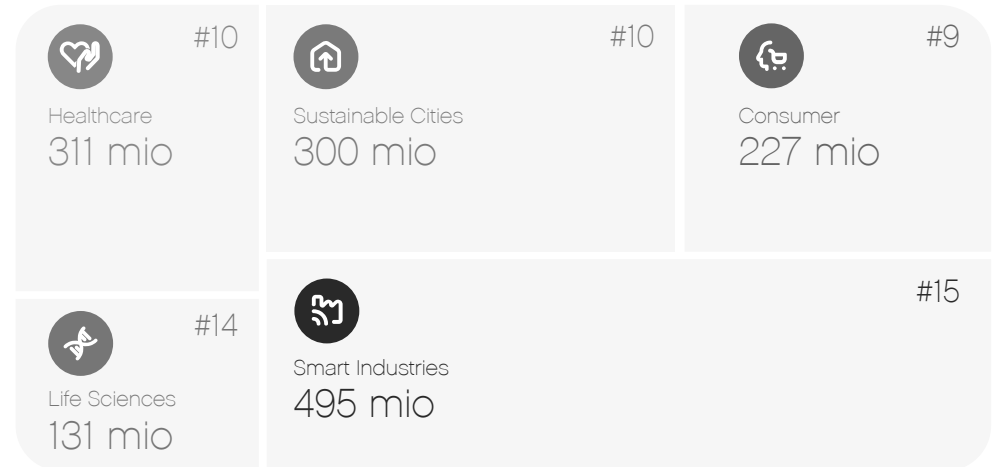 #10
Healthcare
311 mio
#10
Sustainable Cities
300 mio
#9
Consumer
227 mio
#14
Life Sciences
131 mio
#15
Smart Industries
495 mio